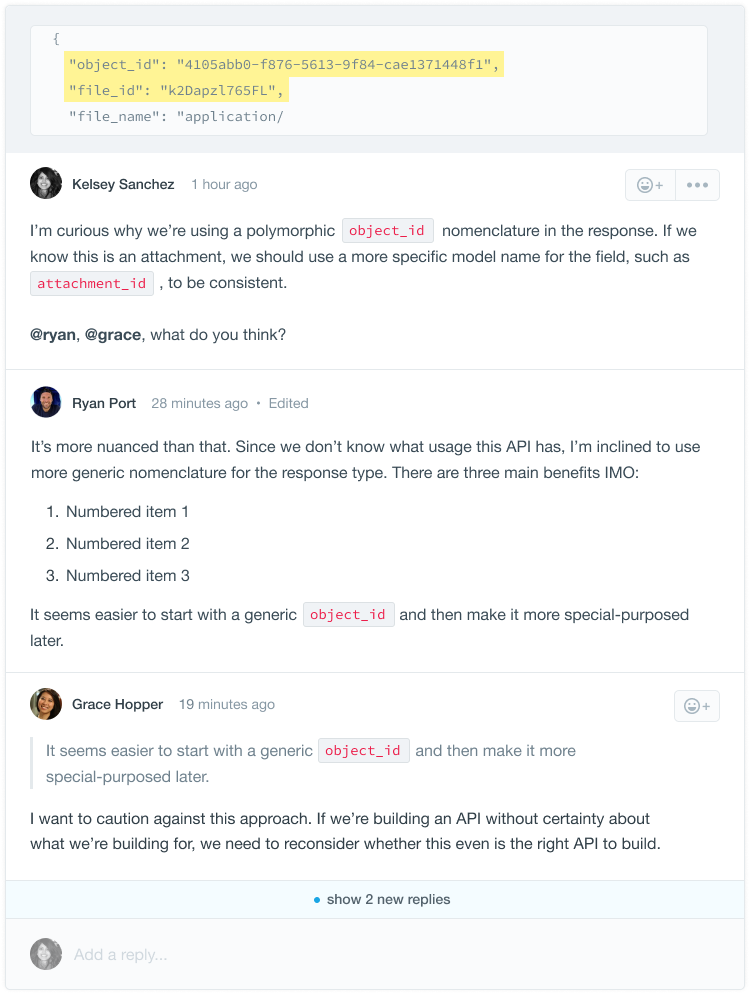 {
"object_id": "4105abb0-f876-5613-9f84-cae1371448f1",
"file_id": "k2Dapzl765FL",
"file_name": "application/
Kelsey Sanchez 1 hour ago
I’m curious why we’re using a polymorphic object_id nomenclature in the response. If we
know this is an attachment, we should use a more specific model name for the field, such as
attachment_id , to be consistent.
@ryan, @grace, what do you think?
Ryan Port 28 minutes ago • Edited
It’s more nuanced than that. Since we don’t know what usage this API has, I’m inclined to use
more generic nomenclature for the response type. There are three main benefits IMO:
1. Numbered item 1
2. Numbered item 2
3. Numbered item 3
It seems easier to start with a generic object_id and then make it more special-purposed
later.
Grace Hopper 19 minutes ago
It seems easier to start with a generic object_id and then make it more
special-purposed later.
I want to caution against this approach. If we’re building an API without certainty about
what we’re building for, we need to reconsider whether this even is the right API to build.
• show 2 new replies
Add a reply...